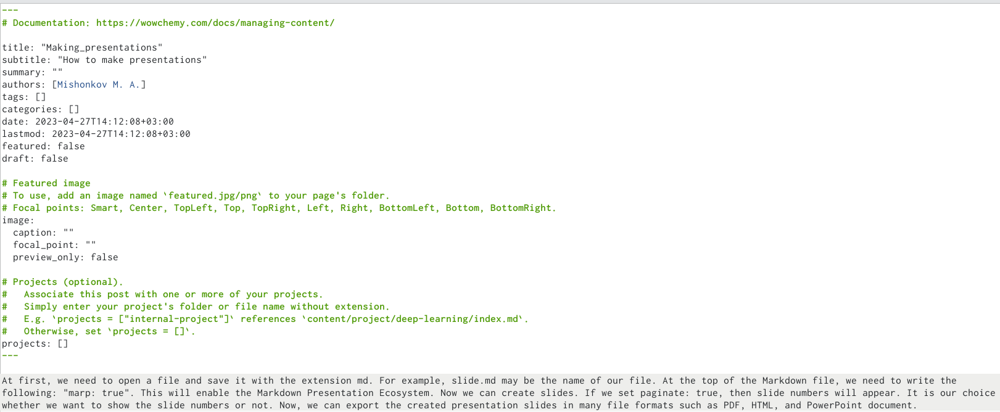 ---
# Documentation: https://wowchemy.com/docs/managing-content/
title: "Making_presentations"
subtitle: "How to make presentations"
summary: ""
authors: [Mishonkov M. A.]
tags: []
categories: []
date: 2023-04-27T14:12:08+03:00
lastmod: 2023-04-27T14:12:08+03:00
featured: false
draft: false
# Featured image
# To use, add an image named `featured.jpg/png` to your page's folder.
# Focal points: Smart, Center, TopLeft, Top, TopRight, Left, Right, BottomLeft, Bottom, BottomRight.
image:
  caption: ""
  focal_point: ""
  preview_only: false
# Projects (optional).
#   Associate this post with one or more of your projects.
#   Simply enter your project's folder or file name without extension.
#   E.g. `projects = ["internal-project"]` references `content/project/deep-learning/index.md`.
#   Otherwise, set `projects = []`.
projects: []
---
At first, we need to open a file and save it with the extension md. For example, slide.md may be the name of our file. At the top of the Markdown file, we need to write the
following: "marp: true". This will enable the Markdown Presentation Ecosystem. Now we can create slides. If we set paginate: true, then slide numbers will appear. It is our choice
whether we want to show the slide numbers or not. Now, we can export the created presentation slides in many file formats such as PDF, HTML, and PowerPoint document.